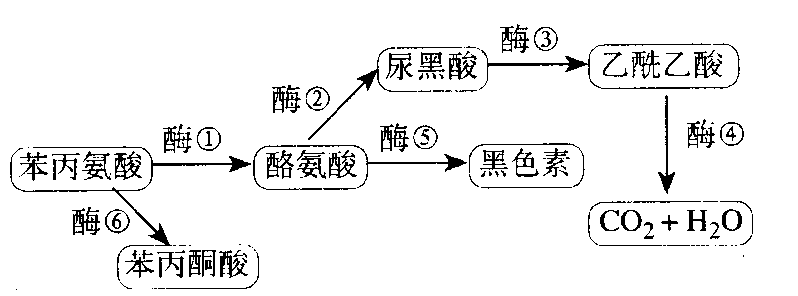 酶③
尿黑酸
乙酰乙酸
酶②
酶①
酶⑤
酶④
苯丙氨酸
酪氨酸
黑色素
酶⑥
CO₂+H₂O
苯丙酮酸